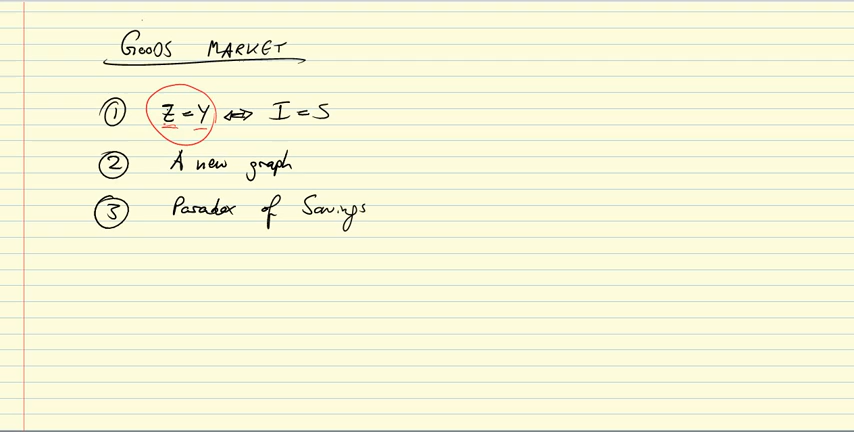 GOODS MARKET
① Z = Y ⇔ I = S
② A new graph
③ Paradox of Savings